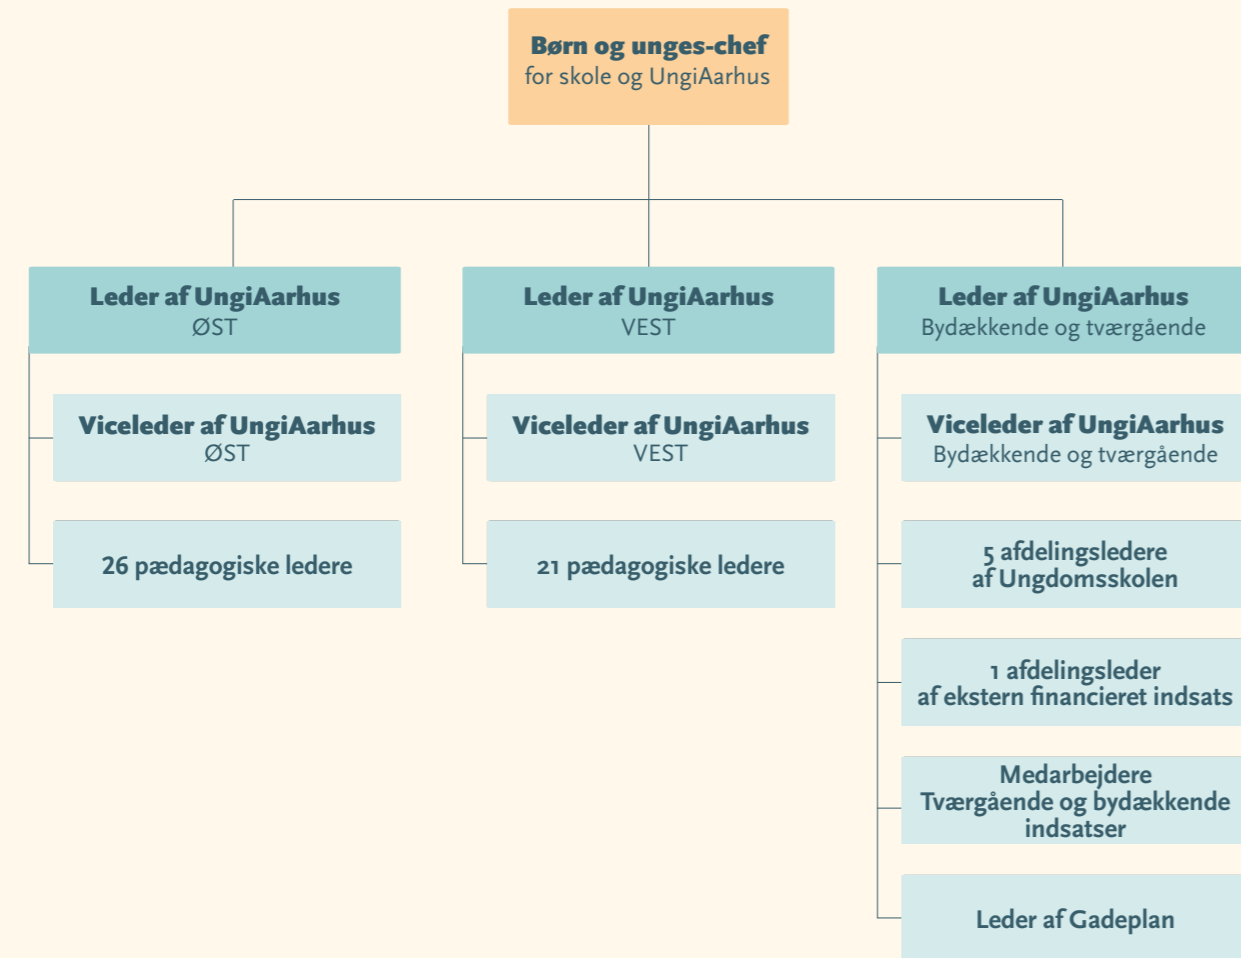 Børn og unges-chef
for skole og UngiAarhus
Leder af UngiAarhus
ØST
Viceleder af UngiAarhus
ØST
26 pædagogiske ledere
Leder af UngiAarhus
VEST
Viceleder af UngiAarhus
VEST
21 pædagogiske ledere
Leder af UngiAarhus
Bydækkende og tværgående
Viceleder af UngiAarhus
Bydækkende og tværgående
5 afdelingsledere
af Ungdomsskolen
1 afdelingsleder
af ekstern financieret indsats
Medarbejdere
Tværgående og bydækkende
indsatser
Leder af Gadeplan